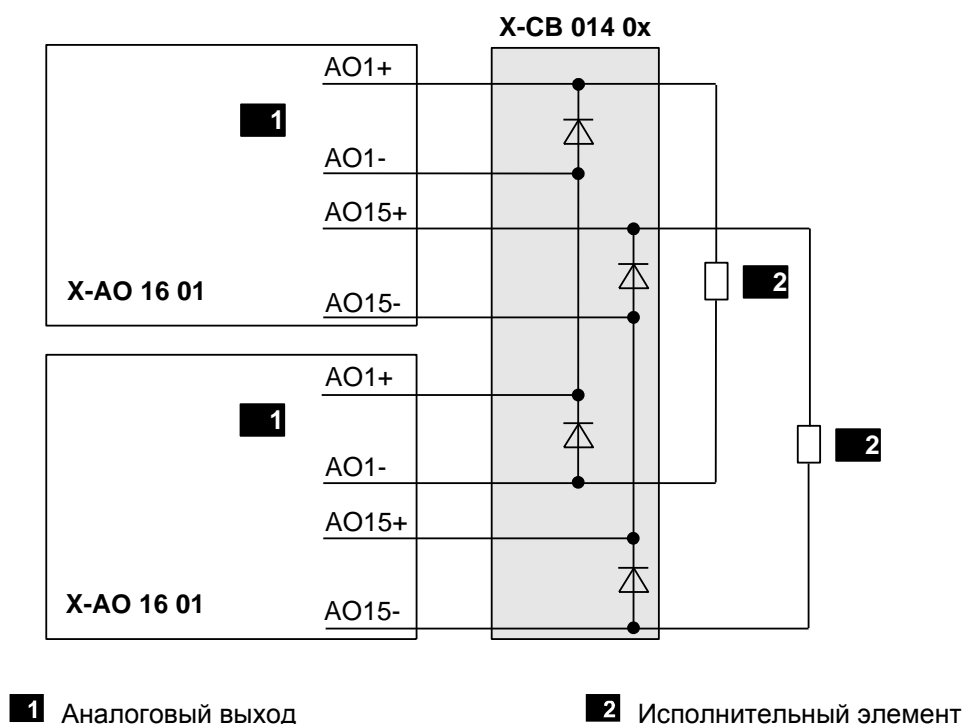 X-CB 014 0x
AO1+
1
AO1-
AO15+
X-AO 16 01
2
AO15-
AO1+
1
2
AO1-
AO15+
X-AO 16 01
AO15-
1 Аналоговый выход
2 Исполнительный элемент